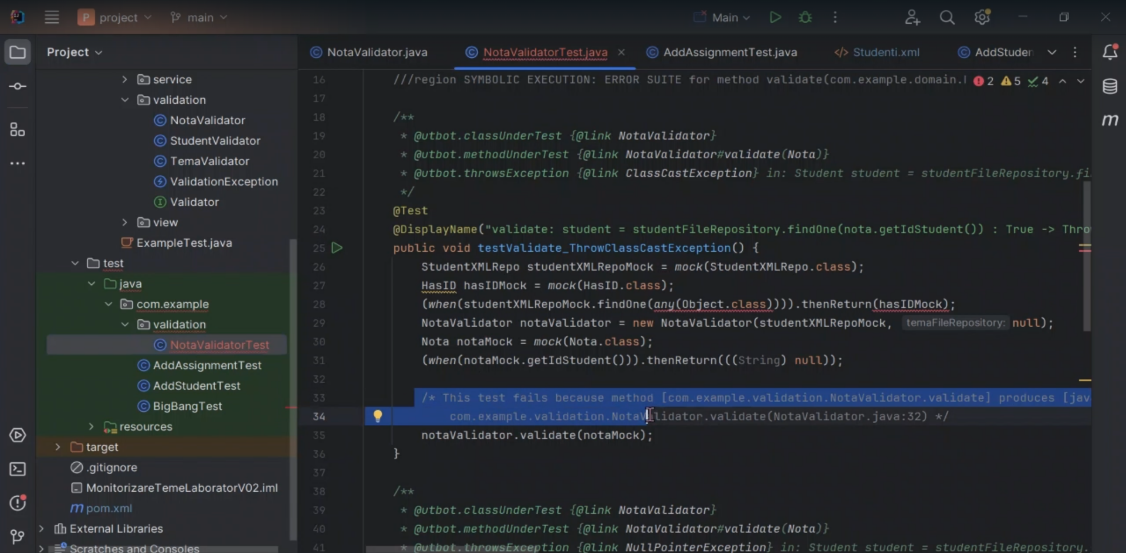 P project
main
Main
Project
NotaValidator.java
NotaValidatorTest.java
AddAssignmentTest.java
</> Studenti.xml
AddStuden
service
validation
NotaValidator
StudentValidator
TemaValidator
ValidationException
Validator
view
ExampleTest.java
test
java
com.example
validation
NotaValidatorTest
AddAssignmentTest
AddStudentTest
BigBangTest
resources
target
.gitignore
MonitorizareTemeLaboratorV02.iml
pom.xml
External Libraries
Scratches and Consoles
16 ///region SYMBOLIC EXECUTION: ERROR SUITE for method validate(com.example.domain.
2 5 4
17
18 /**
19 * @utbot.classUnderTest {@link NotaValidator}
20 * @utbot.methodUnderTest {@link NotaValidator#validate(Nota)}
21 * @utbot.throwsException {@link ClassCastException} in: Student student = studentFileRepository.fi
22 */
23 @Test
24 @DisplayName("validate: student = studentFileRepository.findOne(nota.getIdStudent()) : True -> Thro
25 public void testValidate_ThrowClassCastException() {
26 StudentXMLRepo studentXMLRepoMock = mock(StudentXMLRepo.class);
27 HasID hasIDMock = mock(HasID.class);
28 (when(studentXMLRepoMock.findOne(any(Object.class)))).thenReturn(hasIDMock);
29 NotaValidator notaValidator = new NotaValidator(studentXMLRepoMock, temaFileRepository: null);
30 Nota notaMock = mock(Nota.class);
31 (when(notaMock.getIdStudent())).thenReturn(((String) null));
32
33 /* This test fails because method [com.example.validation.NotaValidator.validate] produces [jav
34 com.example.validation.NotaValidator.validate(NotaValidator.java:32) */
35 notaValidator.validate(notaMock);
36 }
37
38 /**
39 * @utbot.classUnderTest {@link NotaValidator}
40 * @utbot.methodUnderTest {@link NotaValidator#validate(Nota)}
41 * @utbot.throwsException {@link NullPointerException} in: Student student = studentFileRepository.
m